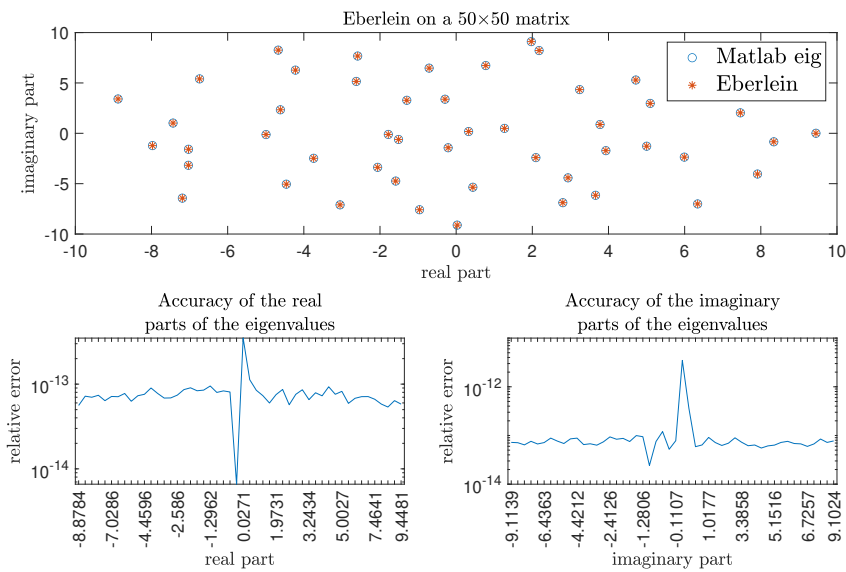 Eberlein on a 50×50 matrix
Matlab eig
Eberlein
imaginary part
10
5
0
-5
-10
-10 -8 -6 -4 -2 0 2 4 6 8 10
real part
Accuracy of the real
parts of the eigenvalues
relative error
10-13
10-14
-8.8784 -7.0286 -4.4596 -2.586 -1.2962 0.0271 1.9731 3.2434 5.0027 7.4641 9.4481
real part
Accuracy of the imaginary
parts of the eigenvalues
relative error
10-12
10-14
-9.1139 -6.4363 -4.4212 -2.4126 -1.2806 -0.1107 1.0177 3.3858 5.1516 6.7257 9.1024
imaginary part